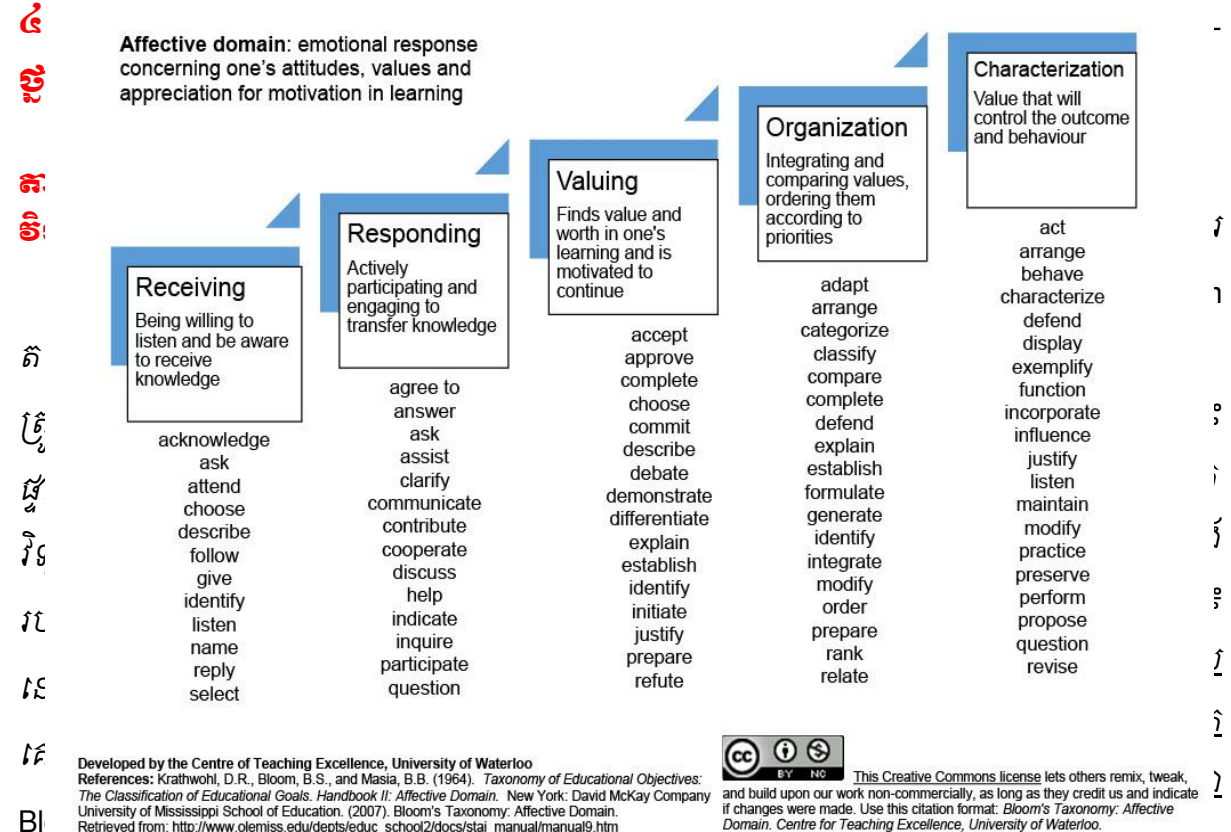 ៤
ថ្ន
Affective domain: emotional response
concerning one's attitudes, values and
appreciation for motivation in learning
Receiving
Being willing to
listen and be aware
to receive
knowledge
acknowledge
ask
attend
choose
describe
follow
give
identify
listen
name
reply
select
Responding
Actively
participating and
engaging to
transfer knowledge
agree to
answer
ask
assist
clarify
communicate
contribute
cooperate
discuss
help
indicate
inquire
participate
question
Valuing
Finds value and
worth in one's
learning and is
motivated to
continue
accept
approve
complete
choose
commit
describe
debate
demonstrate
differentiate
explain
establish
identify
initiate
justify
prepare
refute
Organization
Integrating and
comparing values,
ordering them
according to
priorities
adapt
arrange
categorize
classify
compare
complete
defend
explain
establish
formulate
generate
identify
integrate
modify
order
prepare
rank
relate
Characterization
Value that will
control the outcome
and behaviour
act
arrange
behave
characterize
defend
display
exemplify
function
incorporate
influence
justify
listen
maintain
modify
practice
preserve
perform
propose
question
revise
Developed by the Centre of Teaching Excellence, University of Waterloo
References: Krathwohl, D.R., Bloom, B.S., and Masia, B.B. (1964). Taxonomy of Educational Objectives:
The Classification of Educational Goals. Handbook II: Affective Domain. New York: David McKay Company
University of Mississippi School of Education. (2007). Bloom's Taxonomy: Affective Domain.
Retrieved from: http://www.olemiss.edu/depts/educ_school2/docs/stai_manual/manual9.htm
cc BY NC
This Creative Commons license lets others remix, tweak,
and build upon our work non-commercially, as long as they credit us and indicate
if changes were made. Use this citation format: Bloom's Taxonomy: Affective
Domain. Centre for Teaching Excellence, University of Waterloo.